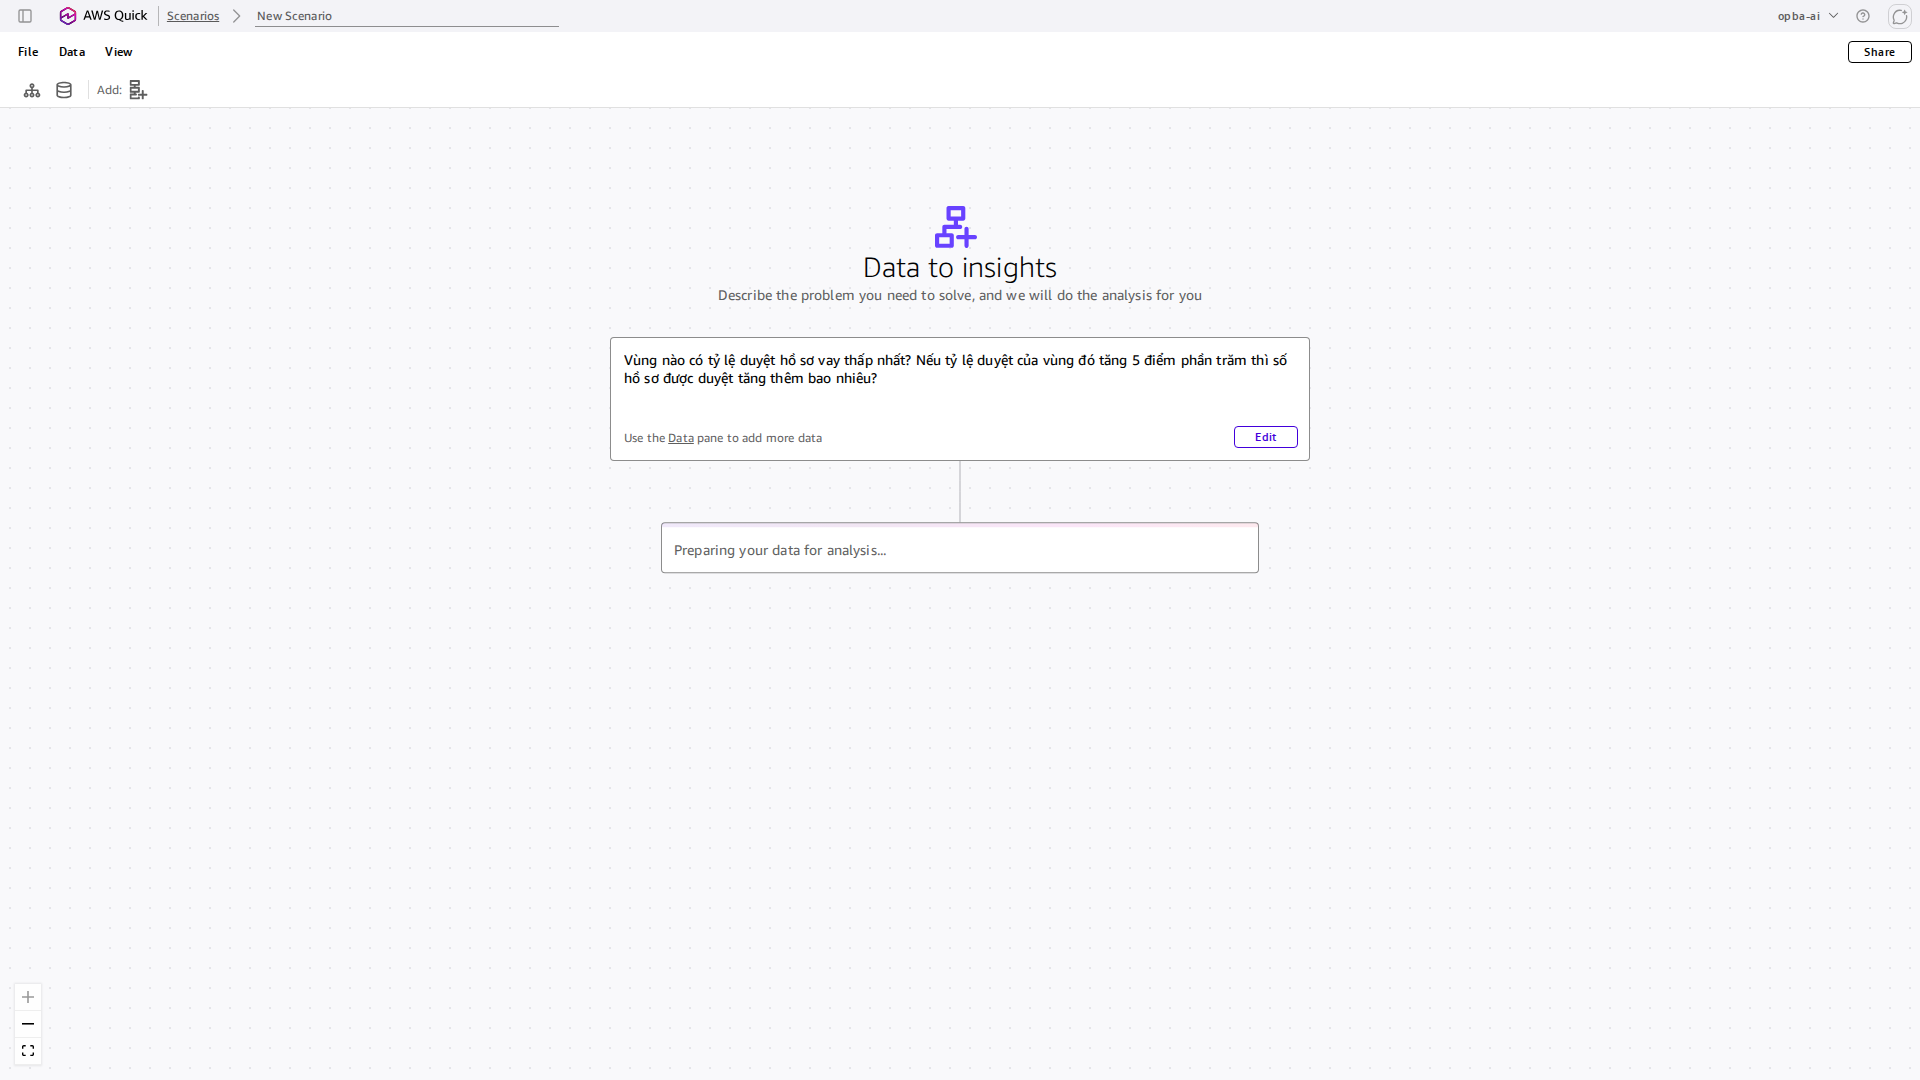 AWS Quick
Scenarios
New Scenario
opba-ai
File
Data
View
Share
Add:
Data to insights
Describe the problem you need to solve, and we will do the analysis for you
Vùng nào có tỷ lệ duyệt hồ sơ vay thấp nhất? Nếu tỷ lệ duyệt của vùng đó tăng 5 điểm phần trăm thì số
hồ sơ được duyệt tăng thêm bao nhiêu?
Use the Data pane to add more data
Edit
Preparing your data for analysis...